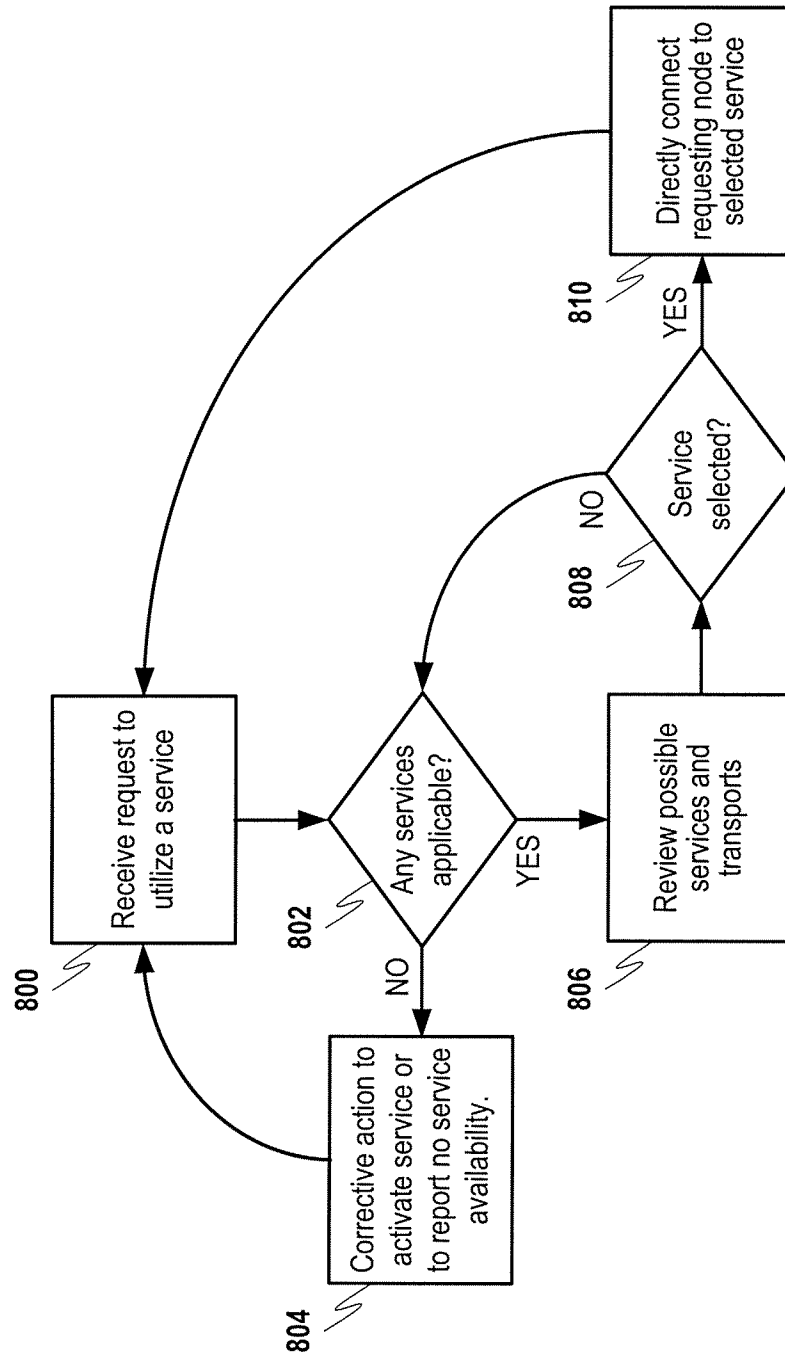 800
Receive request to
utilize a service
802
Any services
applicable?
NO
YES
804
Corrective action to
activate service or
to report no service
availability.
806
Review possible
services and
transports
808
Service
selected?
NO
YES
810
Directly connect
requesting node to
selected service